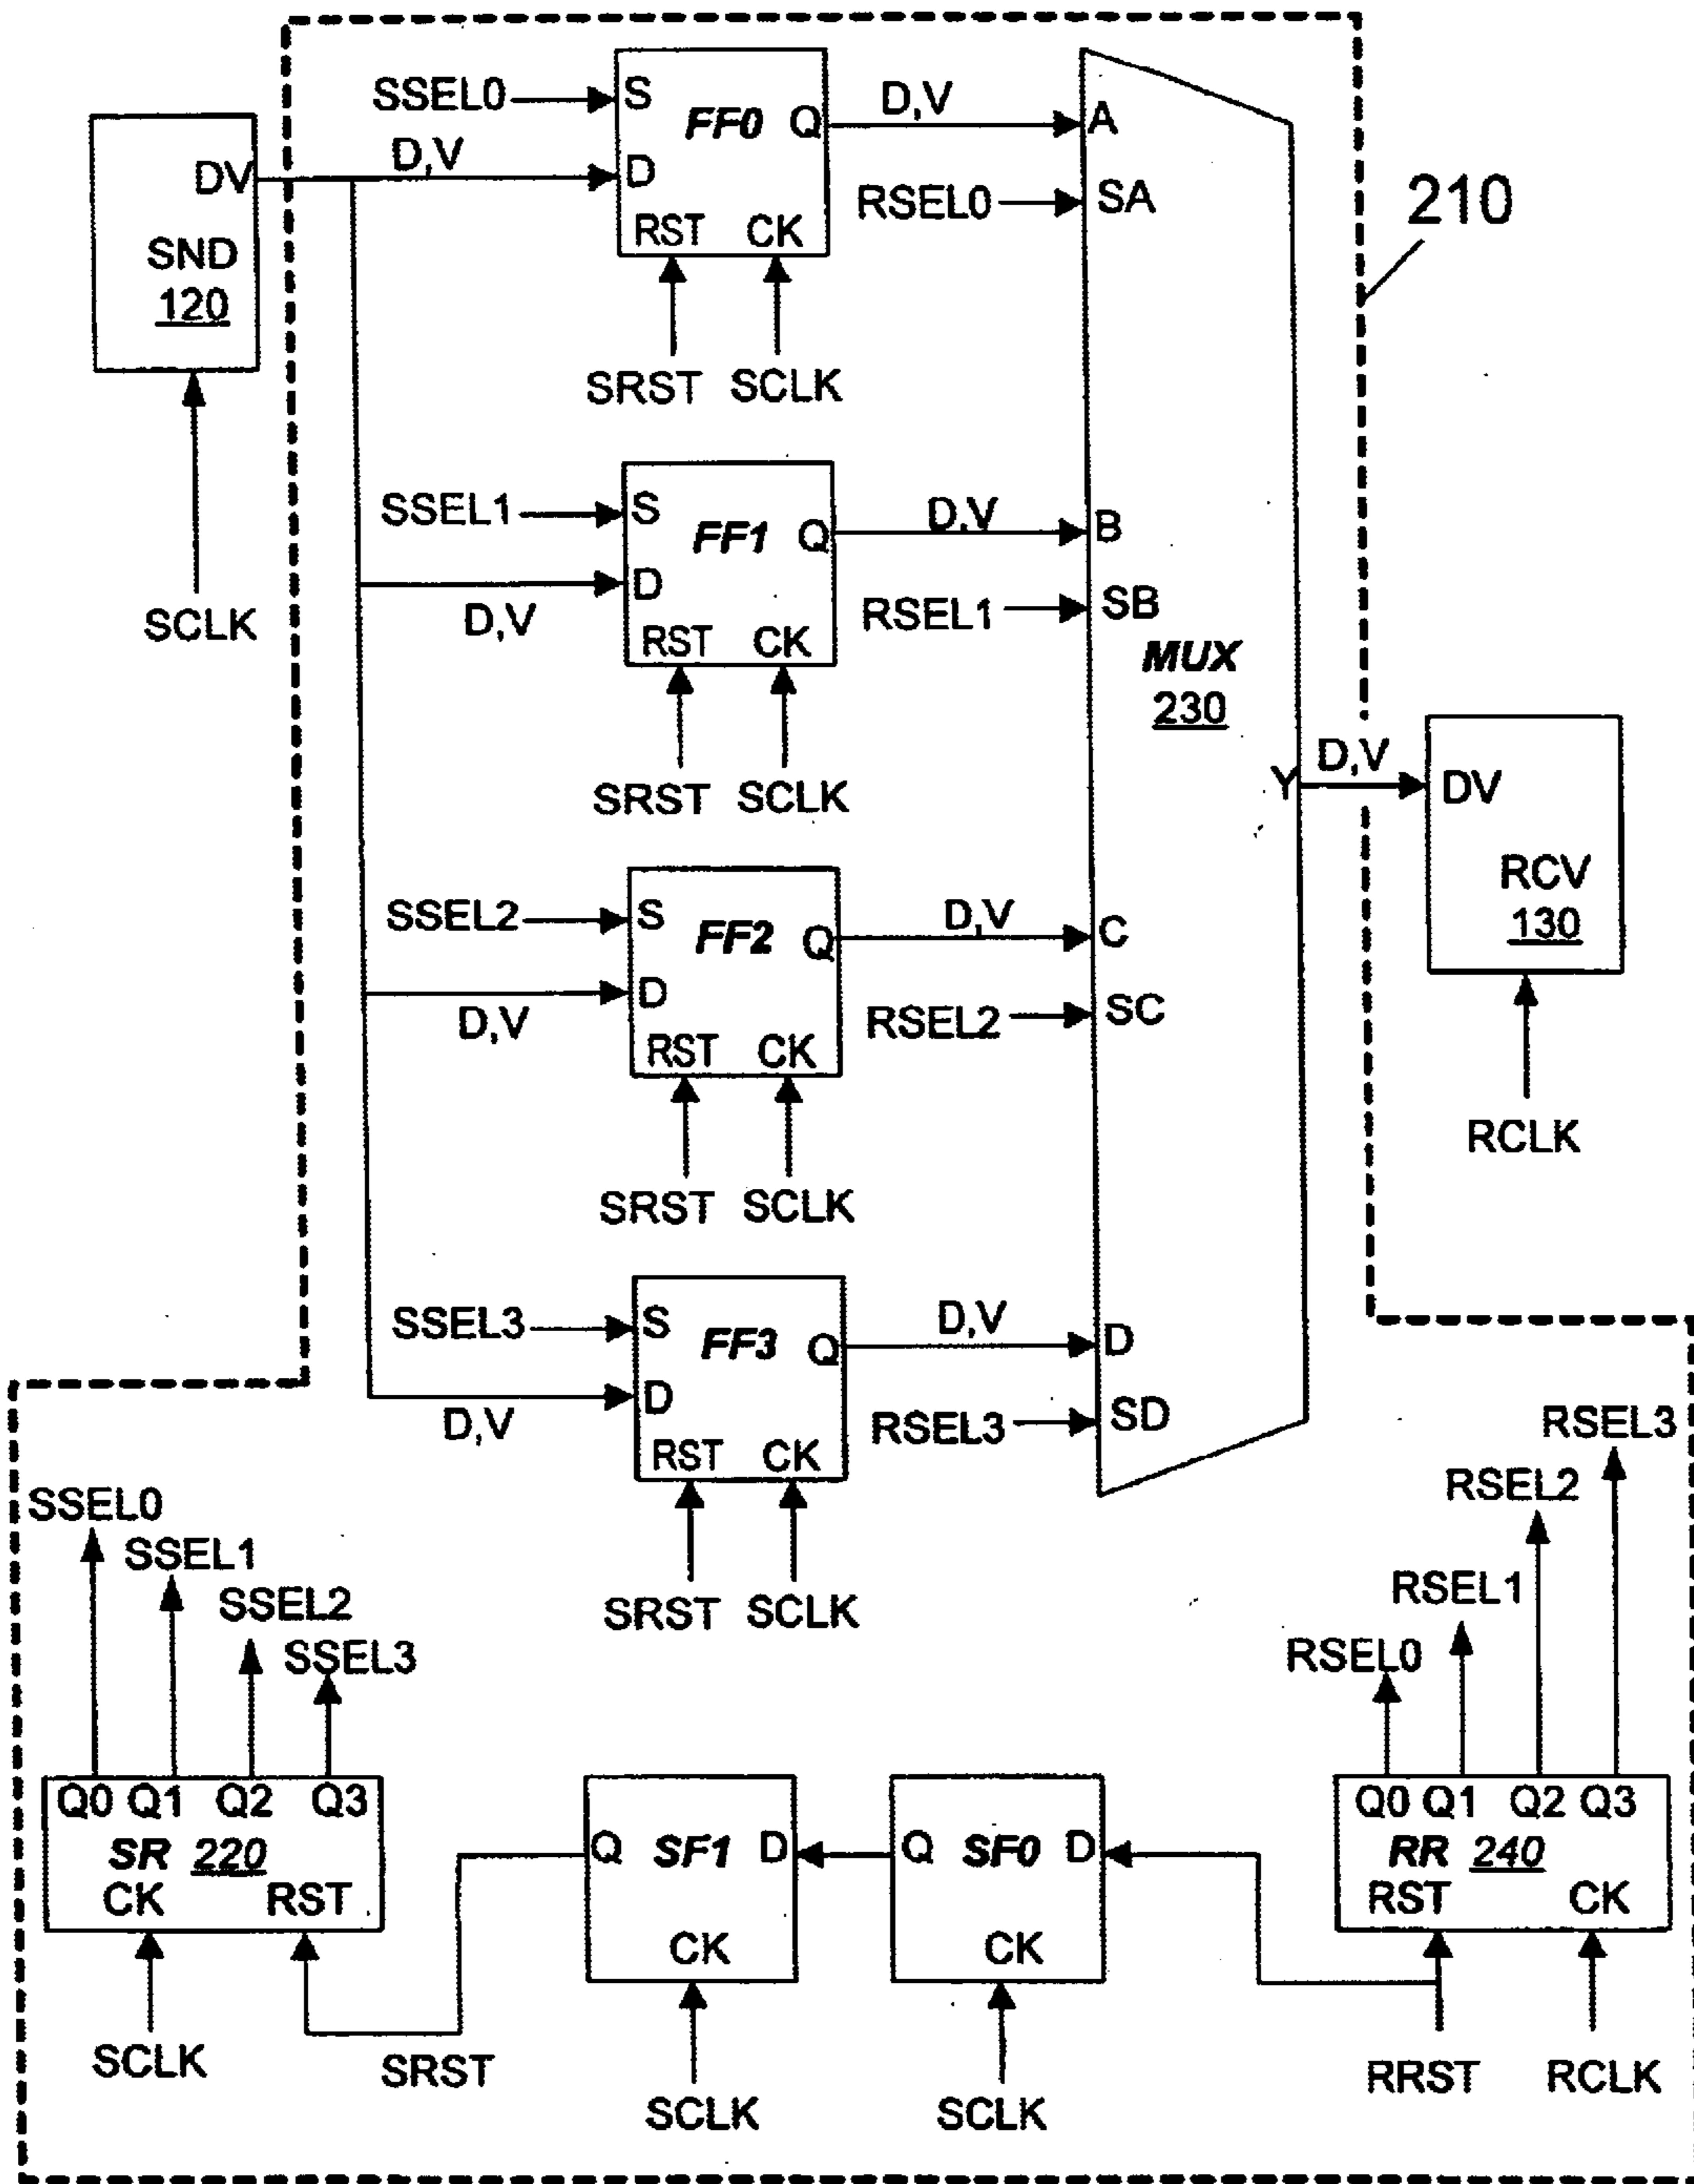 SSEL0
S
FF0
Q
D,V
A
D,V
D
RSEL0
SA
RST CK
SRST SCLK
DV
SND
120
SCLK
210
SSEL1
S
FF1
Q
D,V
B
D
D,V
RSEL1
SB
RST CK
SRST SCLK
MUX
230
Y
D,V
DV
RCV
130
RCLK
SSEL2
S
FF2
Q
D,V
C
D
D,V
RSEL2
SC
RST CK
SRST SCLK
SSEL3
S
FF3
Q
D,V
D
D
D,V
RSEL3
SD
RST CK
SRST SCLK
SSEL0
SSEL1
SSEL2
SSEL3
Q0 Q1 Q2 Q3
SR 220
CK RST
SCLK
SRST
Q SF1 D
CK
SCLK
Q SF0 D
CK
SCLK
RSEL3
RSEL2
RSEL1
RSEL0
Q0 Q1 Q2 Q3
RR 240
RST CK
RRST RCLK